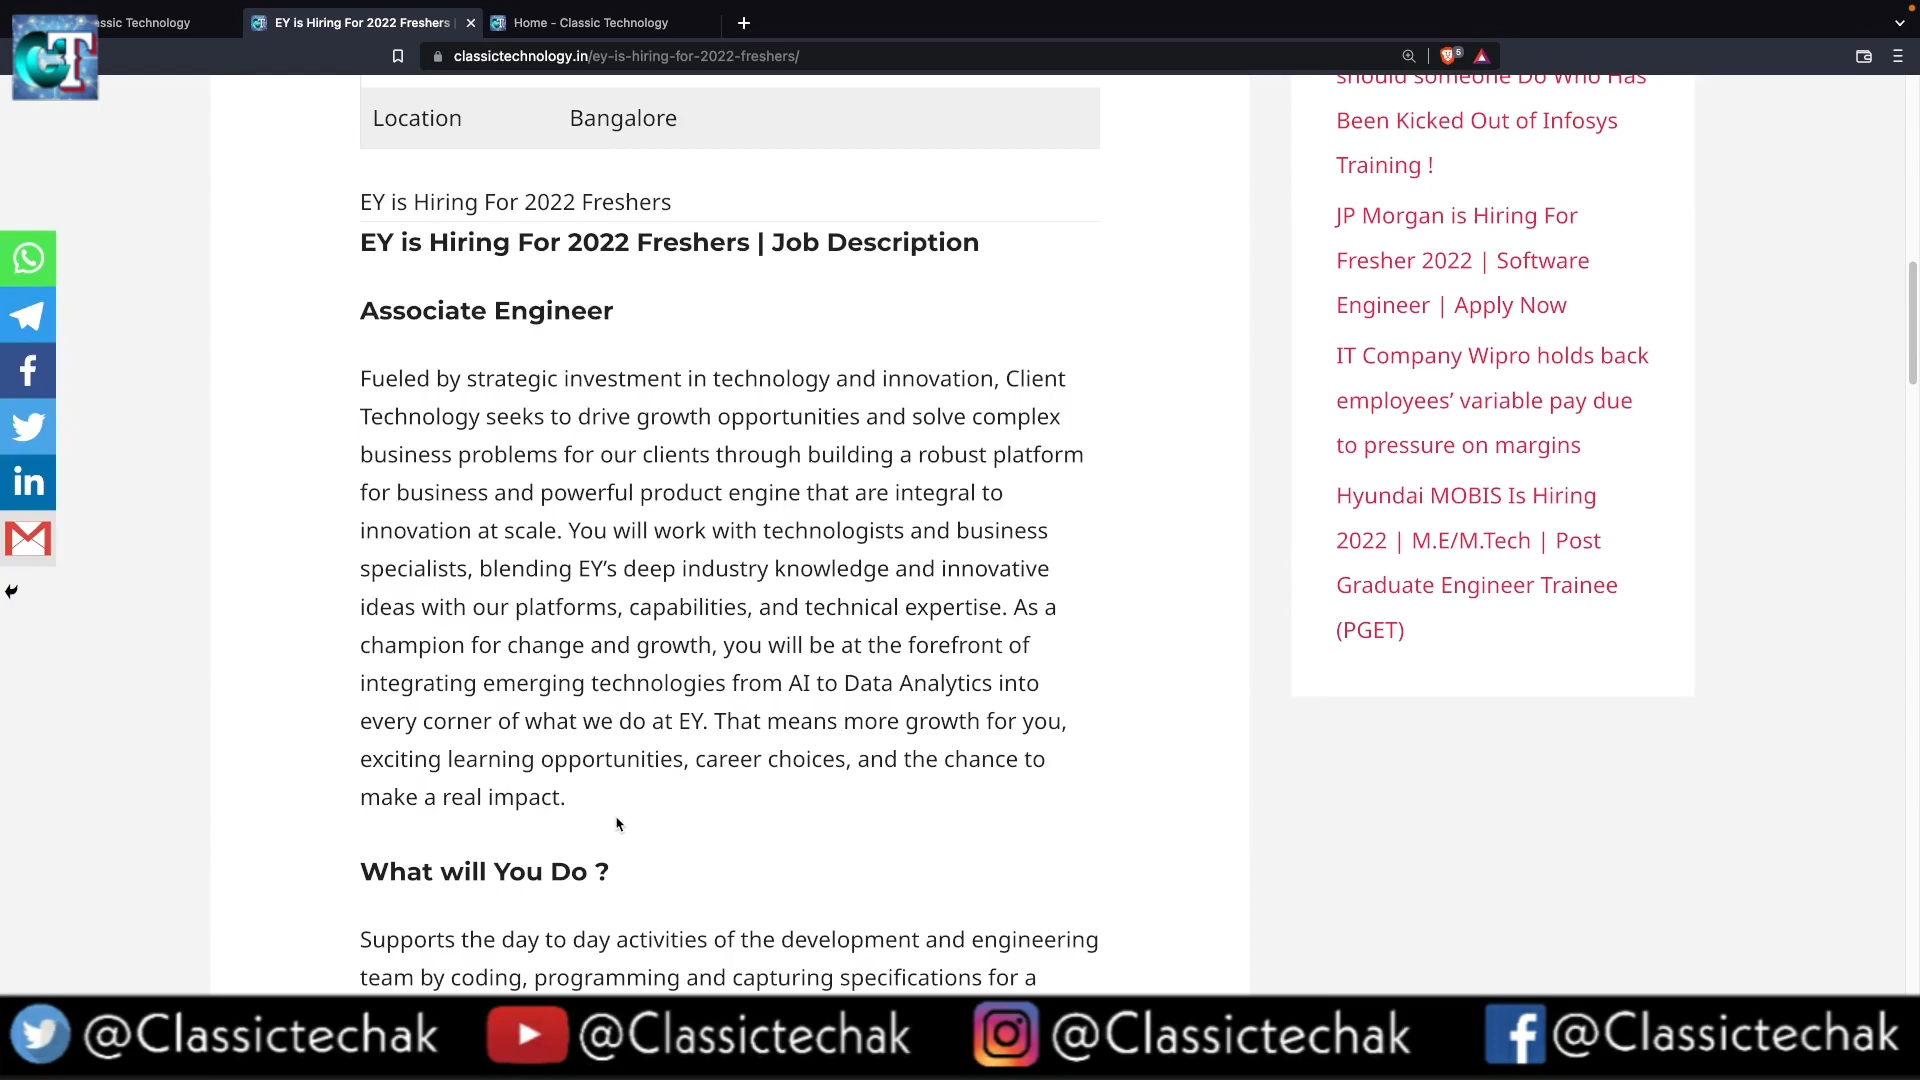 assic Technology
EY is Hiring For 2022 Freshers
Home - Classic Technology
CT
classictechnology.in/ey-is-hiring-for-2022-freshers/
5
Location Bangalore
EY is Hiring For 2022 Freshers
EY is Hiring For 2022 Freshers | Job Description
Associate Engineer
Fueled by strategic investment in technology and innovation, Client
Technology seeks to drive growth opportunities and solve complex
business problems for our clients through building a robust platform
for business and powerful product engine that are integral to
innovation at scale. You will work with technologists and business
specialists, blending EY’s deep industry knowledge and innovative
ideas with our platforms, capabilities, and technical expertise. As a
champion for change and growth, you will be at the forefront of
integrating emerging technologies from AI to Data Analytics into
every corner of what we do at EY. That means more growth for you,
exciting learning opportunities, career choices, and the chance to
make a real impact.
What will You Do ?
Supports the day to day activities of the development and engineering
team by coding, programming and capturing specifications for a
should someone Do Who Has
Been Kicked Out of Infosys
Training !
JP Morgan is Hiring For
Fresher 2022 | Software
Engineer | Apply Now
IT Company Wipro holds back
employees’ variable pay due
to pressure on margins
Hyundai MOBIS Is Hiring
2022 | M.E/M.Tech | Post
Graduate Engineer Trainee
(PGET)
@Classictechak
@Classictechak
@Classictechak
@Classictechak